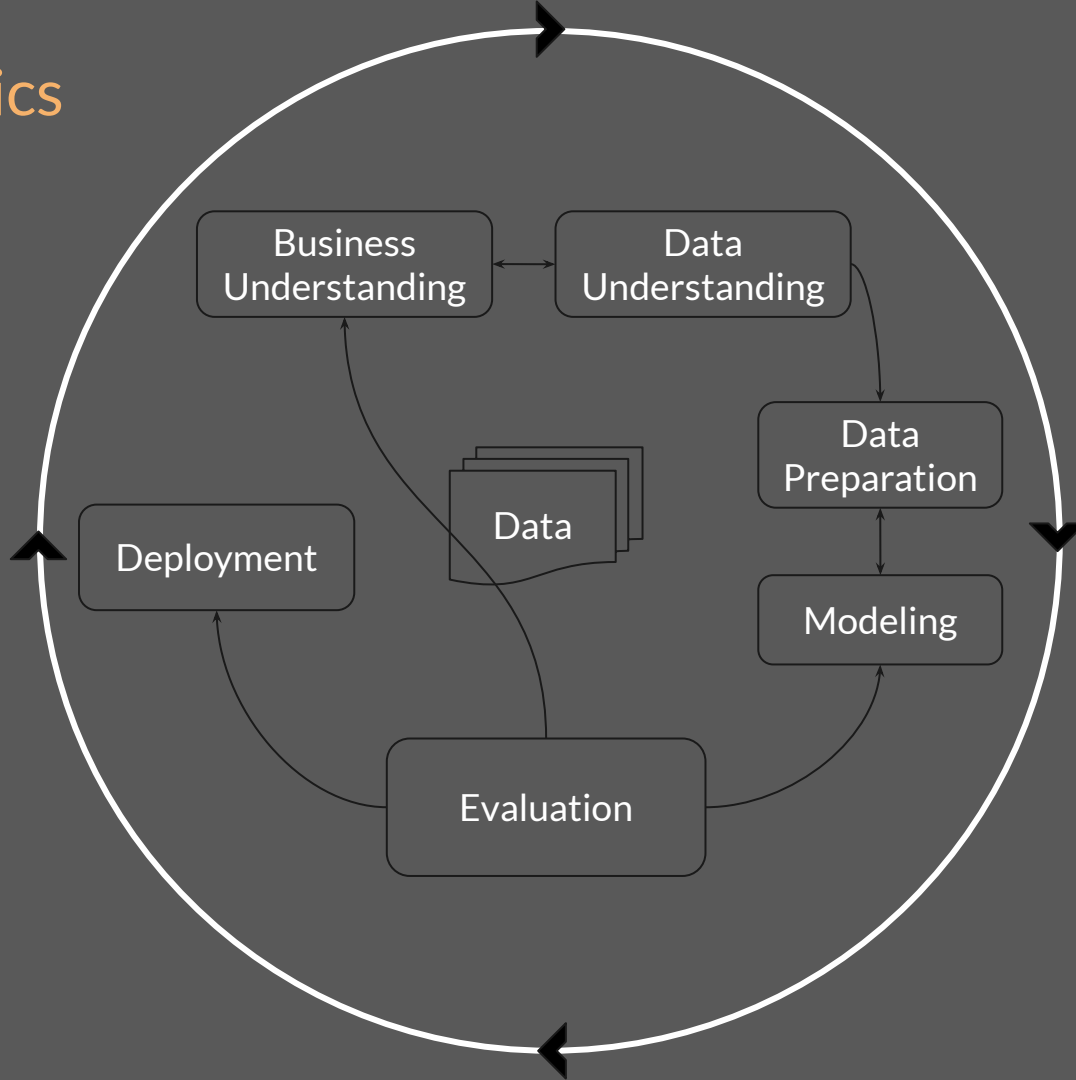 ics
Business
Understanding
Data
Understanding
Data
Preparation
Data
Deployment
Modeling
Evaluation